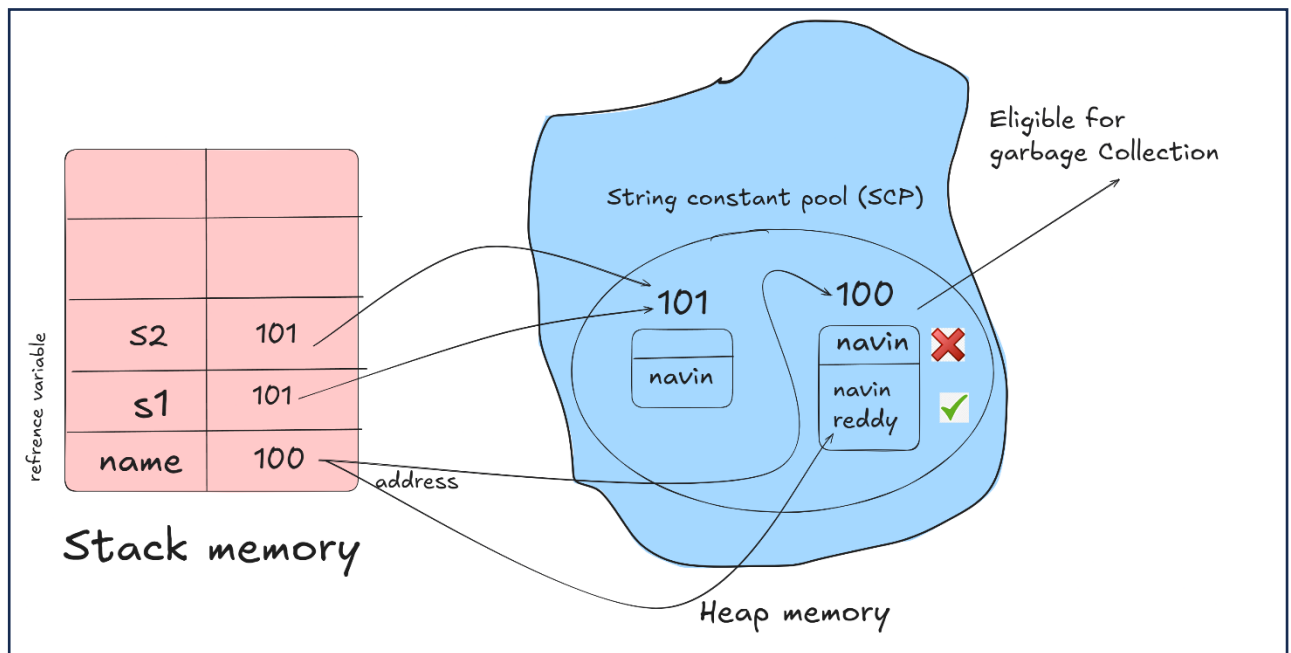 Eligible for
garbage Collection
String constant pool (SCP)
101
100
navin
navin
navin
reddy
s2
101
s1
101
name
100
refrence variable
address
Stack memory
Heap memory